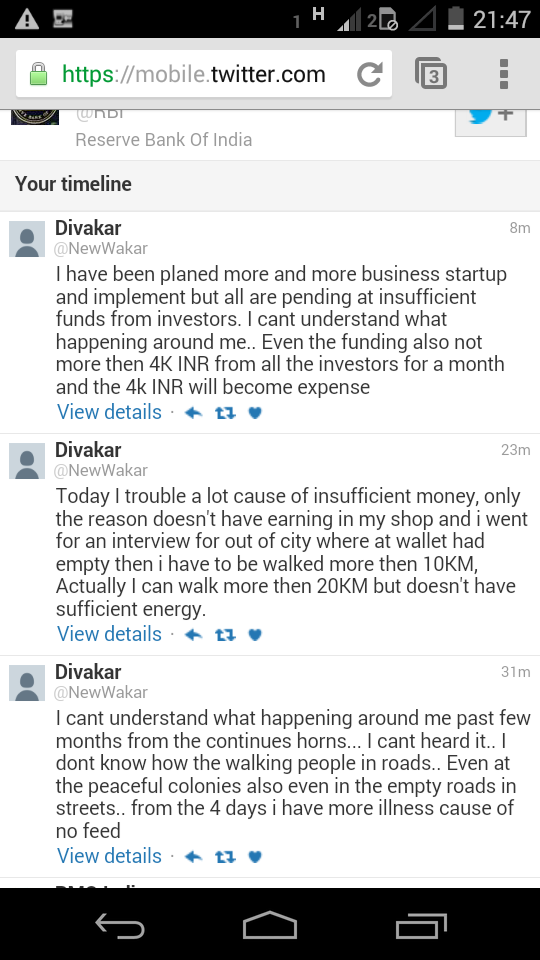 1 H 2 21:47
https://mobile.twitter.com 3
@RBI
Reserve Bank Of India
Your timeline
Divakar 8m
@NewWakar
I have been planed more and more business startup
and implement but all are pending at insufficient
funds from investors. I cant understand what
happening around me.. Even the funding also not
more then 4K INR from all the investors for a month
and the 4k INR will become expense
View details ·
Divakar 23m
@NewWakar
Today I trouble a lot cause of insufficient money, only
the reason doesn't have earning in my shop and i went
for an interview for out of city where at wallet had
empty then i have to be walked more then 10KM,
Actually I can walk more then 20KM but doesn't have
sufficient energy.
View details ·
Divakar 31m
@NewWakar
I cant understand what happening around me past few
months from the continues horns... I cant heard it.. I
dont know how the walking people in roads.. Even at
the peaceful colonies also even in the empty roads in
streets.. from the 4 days i have more illness cause of
no feed
View details ·